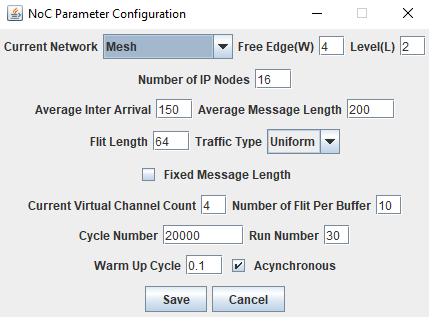 NoC Parameter Configuration
Current Network Mesh Free Edge(W) 4 Level(L) 2
Number of IP Nodes 16
Average Inter Arrival 150 Average Message Length 200
Flit Length 64 Traffic Type Uniform
Fixed Message Length
Current Virtual Channel Count 4 Number of Flit Per Buffer 10
Cycle Number 20000 Run Number 30
Warm Up Cycle 0.1 Acynchronous
Save Cancel